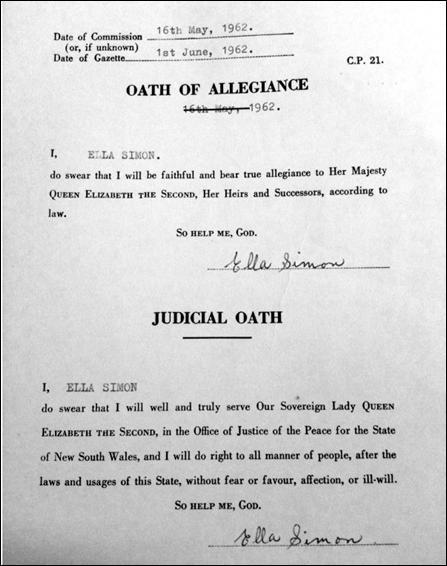 Date of Commission 16th May, 1962.
(or, if unknown)
Date of Gazette 1st June, 1962.
C.P. 21.
OATH OF ALLEGIANCE
16th May, 1962.
I, ELLA SIMON.
do swear that I will be faithful and bear true allegiance to Her Majesty
QUEEN ELIZABETH THE SECOND, Her Heirs and Successors, according to
law.
SO HELP ME, GOD.
Ella Simon
JUDICIAL OATH
I, ELLA SIMON
do swear that I will well and truly serve Our Sovereign Lady QUEEN
ELIZABETH THE SECOND, in the Office of Justice of the Peace for the State
of New South Wales, and I will do right to all manner of people, after the
laws and usages of this State, without fear or favour, affection, or ill-will.
SO HELP ME, GOD.
Ella Simon